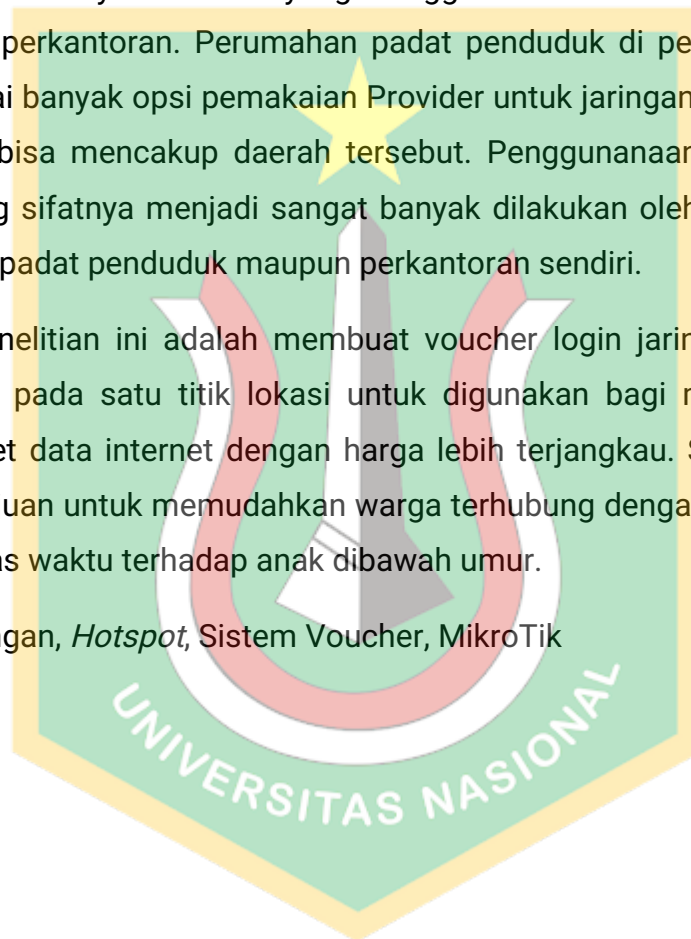 perkantoran. Perumahan padat penduduk di pe
ai banyak opsi pemakaian Provider untuk jaringan
bisa mencakup daerah tersebut. Penggunanaan
g sifatnya menjadi sangat banyak dilakukan oleh
padat penduduk maupun perkantoran sendiri.
nelitian ini adalah membuat voucher login jarin
pada satu titik lokasi untuk digunakan bagi r
et data internet dengan harga lebih terjangkau. S
uan untuk memudahkan warga terhubung denga
as waktu terhadap anak dibawah umur.
ngan, Hotspot, Sistem Voucher, MikroTik
UNIVERSITAS NASIONAL